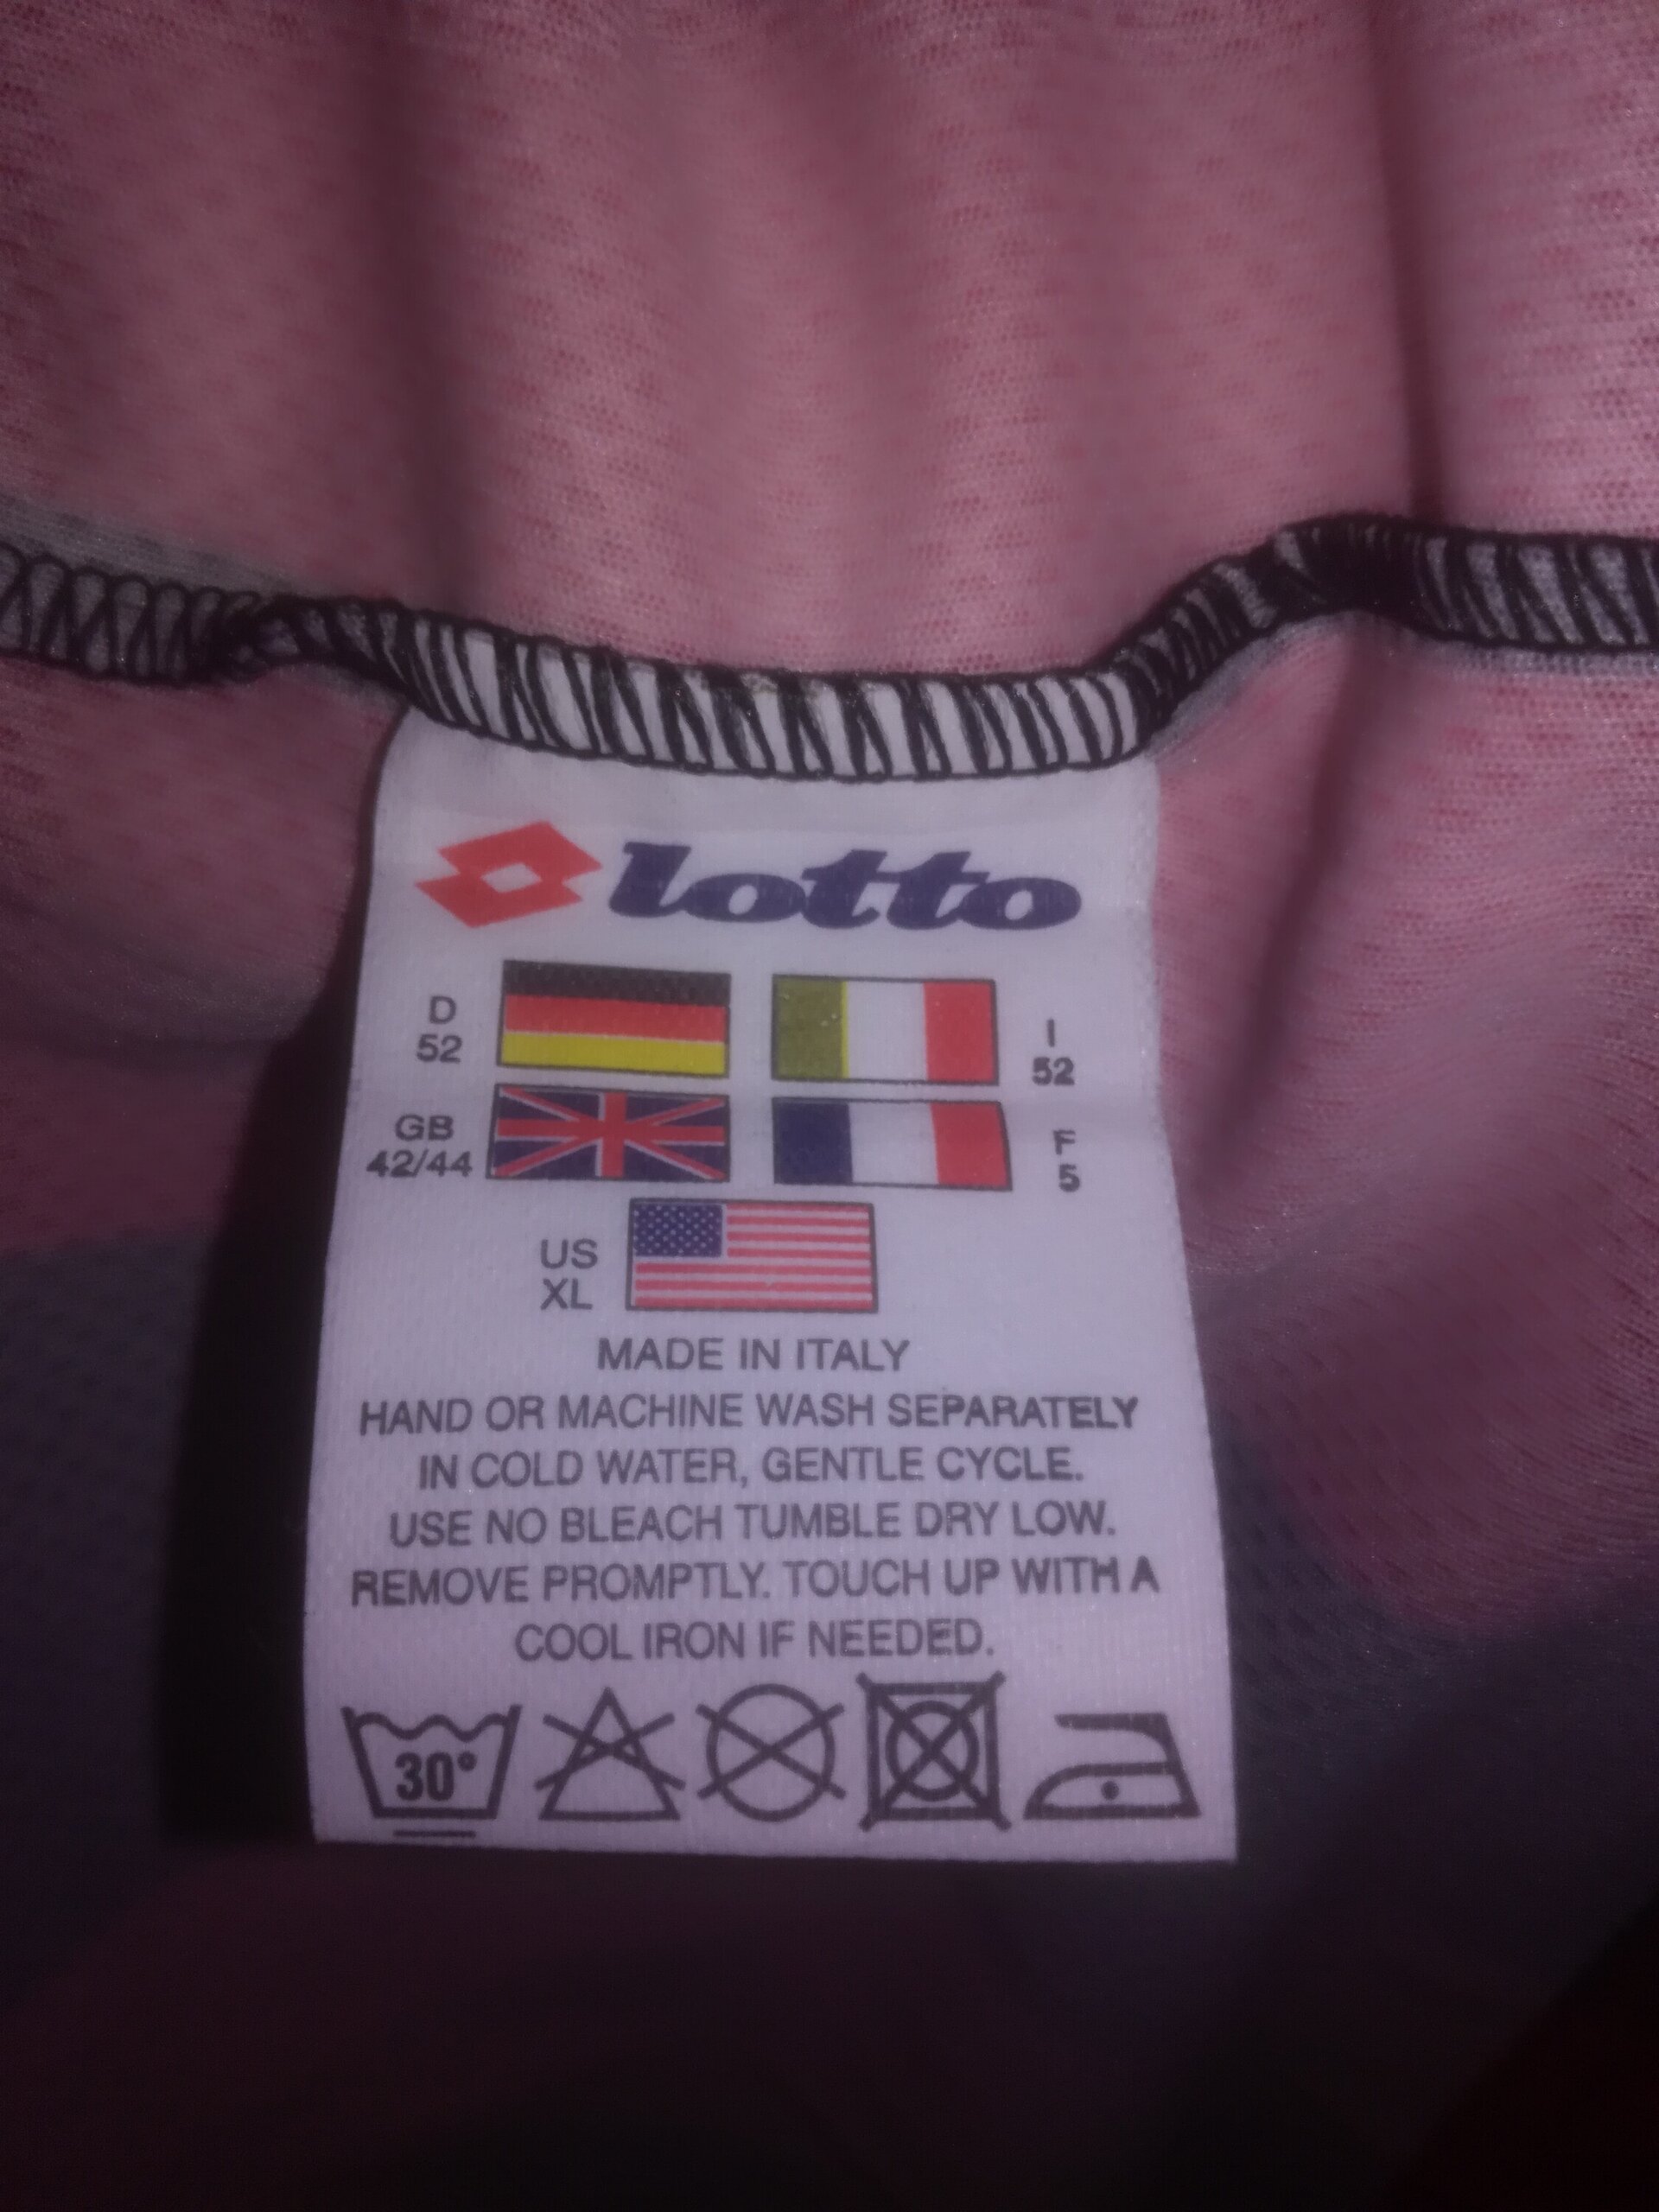 lotto
D
52
I
52
GB
42/44
F
5
US
XL
MADE IN ITALY
HAND OR MACHINE WASH SEPARATELY
IN COLD WATER, GENTLE CYCLE.
USE NO BLEACH TUMBLE DRY LOW.
REMOVE PROMPTLY. TOUCH UP WITH A
COOL IRON IF NEEDED.
30°